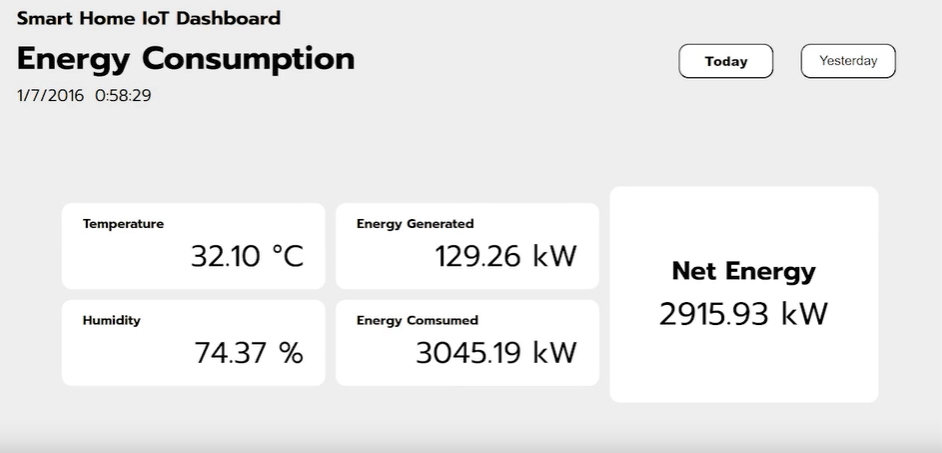 Smart Home IoT Dashboard
Energy Consumption
1/7/2016 0:58:29
Today
Yesterday
Temperature
32.10 °C
Energy Generated
129.26 kW
Humidity
74.37 %
Energy Comsumed
3045.19 kW
Net Energy
2915.93 kW